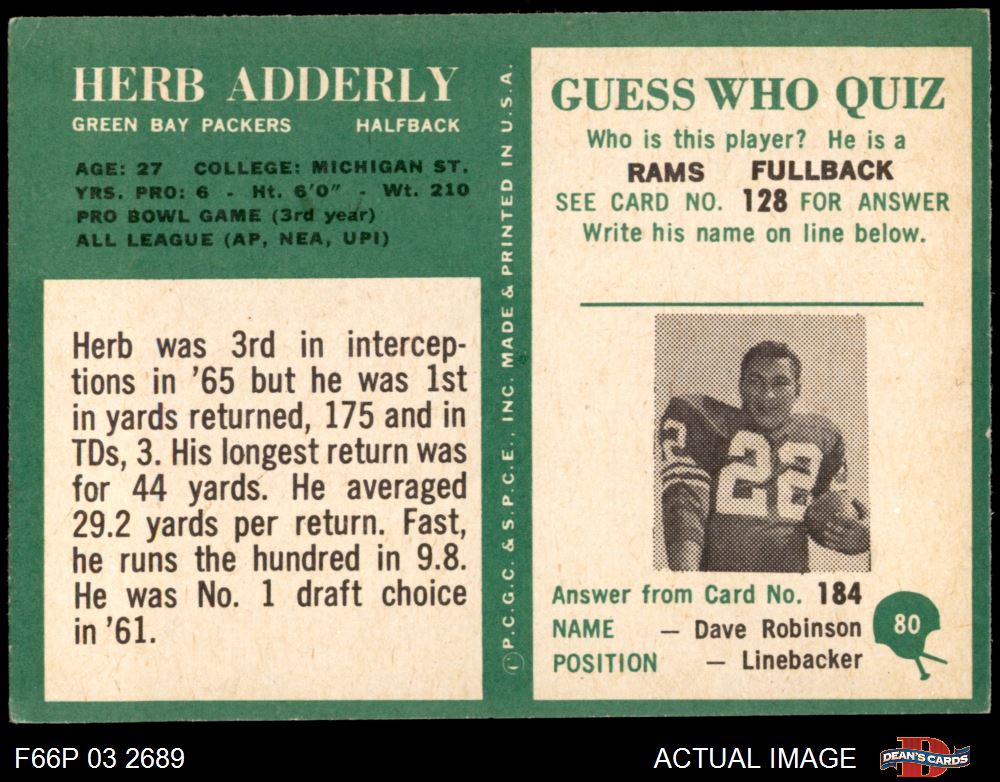 HERB ADDERLY
GREEN BAY PACKERS HALFBACK
AGE: 27 COLLEGE: MICHIGAN ST.
YRS. PRO: 6 - Ht. 6'0" - Wt. 210
PRO BOWL GAME (3rd year)
ALL LEAGUE (AP, NEA, UPI)
Herb was 3rd in intercep-
tions in '65 but he was 1st
in yards returned, 175 and in
TDs, 3. His longest return was
for 44 yards. He averaged
29.2 yards per return. Fast,
he runs the hundred in 9.8.
He was No. 1 draft choice
in '61.
©P.C.G.C. & S.P.C.E., INC. MADE & PRINTED IN U.S.A.
GUESS WHO QUIZ
Who is this player? He is a
RAMS FULLBACK
SEE CARD NO. 128 FOR ANSWER
Write his name on line below.
2 22
Answer from Card No. 184
NAME — Dave Robinson
POSITION — Linebacker
80
F66P 03 2689
ACTUAL IMAGE
D
DEAN'S CARDS